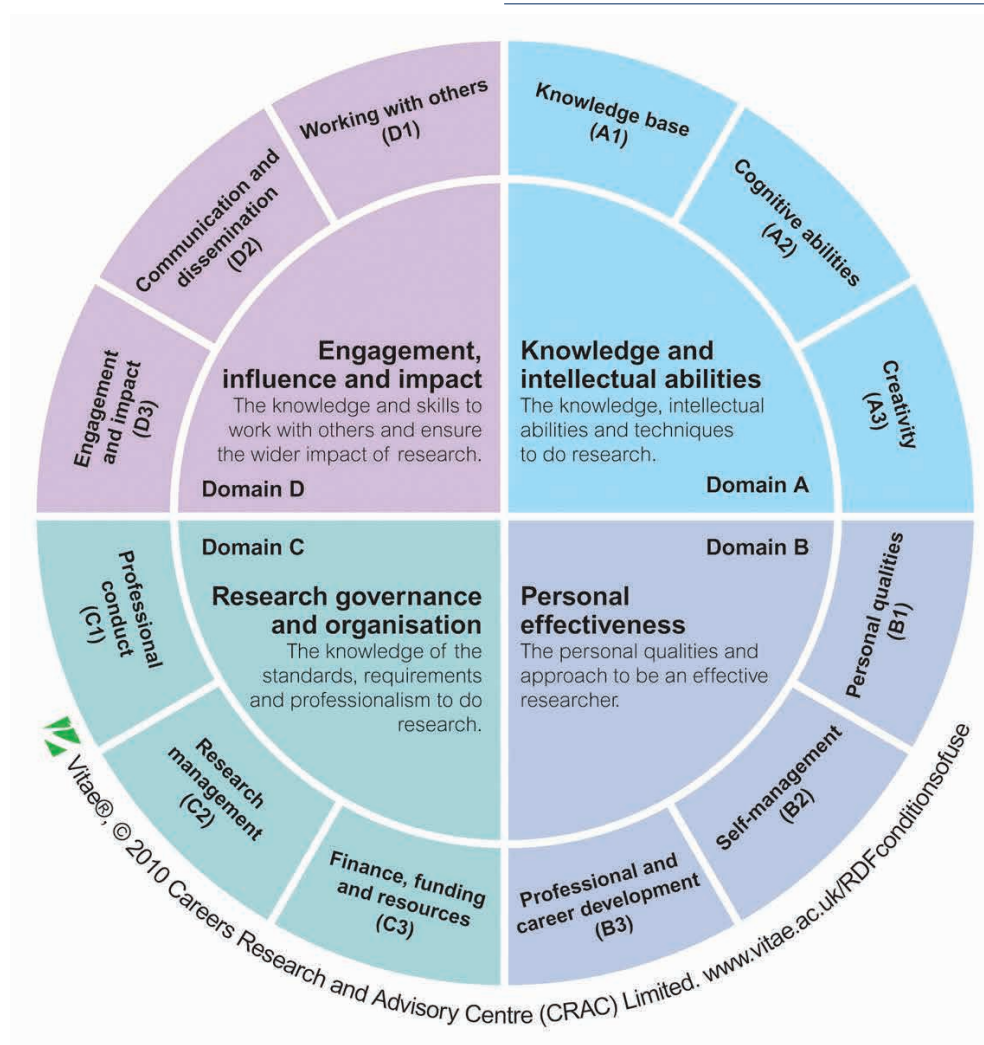 Working with others
(D1)
Knowledge base
(A1)
Communication and
dissemination
(D2)
Cognitive abilities
(A2)
Engagement
and impact
(D3)
Creativity
(A3)
Engagement,
influence and impact
The knowledge and skills to
work with others and ensure
the wider impact of research.
Domain D
Knowledge and
intellectual abilities
The knowledge, intellectual
abilities and techniques
to do research.
Domain A
Domain C
Research governance
and organisation
The knowledge of the
standards, requirements
and professionalism to do
research.
Domain B
Personal
effectiveness
The personal qualities and
approach to be an effective
researcher.
Professional
conduct
(C1)
Personal qualities
(B1)
Research
management
(C2)
Self-management
(B2)
Finance, funding
and resources
(C3)
Professional and
career development
(B3)
Vitae®, © 2010 Careers Research and Advisory Centre (CRAC) Limited. www.vitae.ac.uk/RDFconditionsofuse